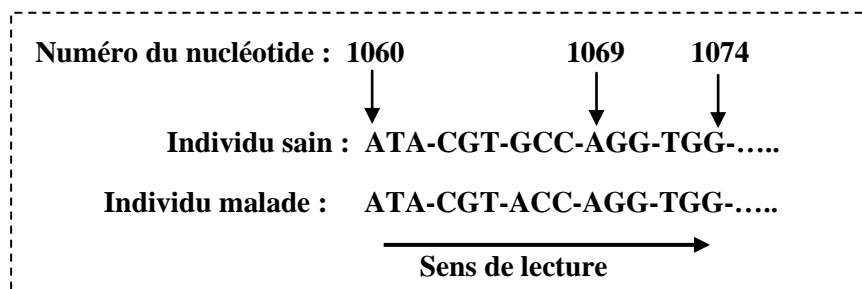 Numéro du nucléotide : 1060 1069 1074
Individu sain : ATA-CGT-GCC-AGG-TGG-…..
Individu malade : ATA-CGT-ACC-AGG-TGG-…..
Sens de lecture